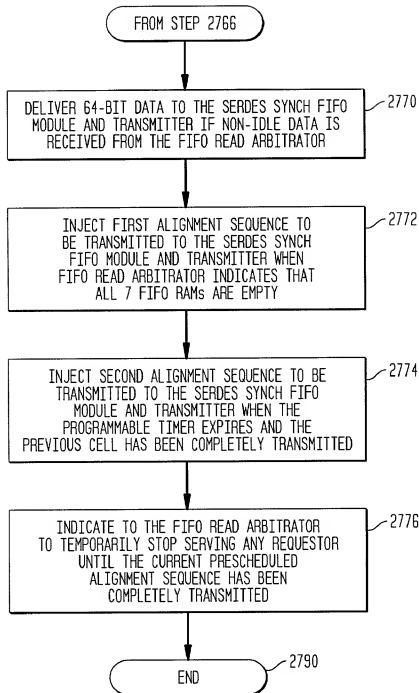 FROM STEP 2766
DELIVER 64-BIT DATA TO THE SERDES SYNCH FIFO
MODULE AND TRANSMITTER IF NON-IDLE DATA IS
RECEIVED FROM THE FIFO READ ARBITRATOR
2770
INJECT FIRST ALIGNMENT SEQUENCE TO
BE TRANSMITTED TO THE SERDES SYNCH
FIFO MODULE AND TRANSMITTER WHEN
FIFO READ ARBITRATOR INDICATES THAT
ALL 7 FIFO RAMs ARE EMPTY
2772
INJECT SECOND ALIGNMENT SEQUENCE TO BE
TRANSMITTED TO THE SERDES SYNCH FIFO
MODULE AND TRANSMITTER WHEN THE
PROGRAMMABLE TIMER EXPIRES AND THE
PREVIOUS CELL HAS BEEN COMPLETELY TRANSMITTED
2774
INDICATE TO THE FIFO READ ARBITRATOR
TO TEMPORARILY STOP SERVING ANY REQUESTOR
UNTIL THE CURRENT PRESCHEDULED
ALIGNMENT SEQUENCE HAS BEEN
COMPLETELY TRANSMITTED
2776
END
2790